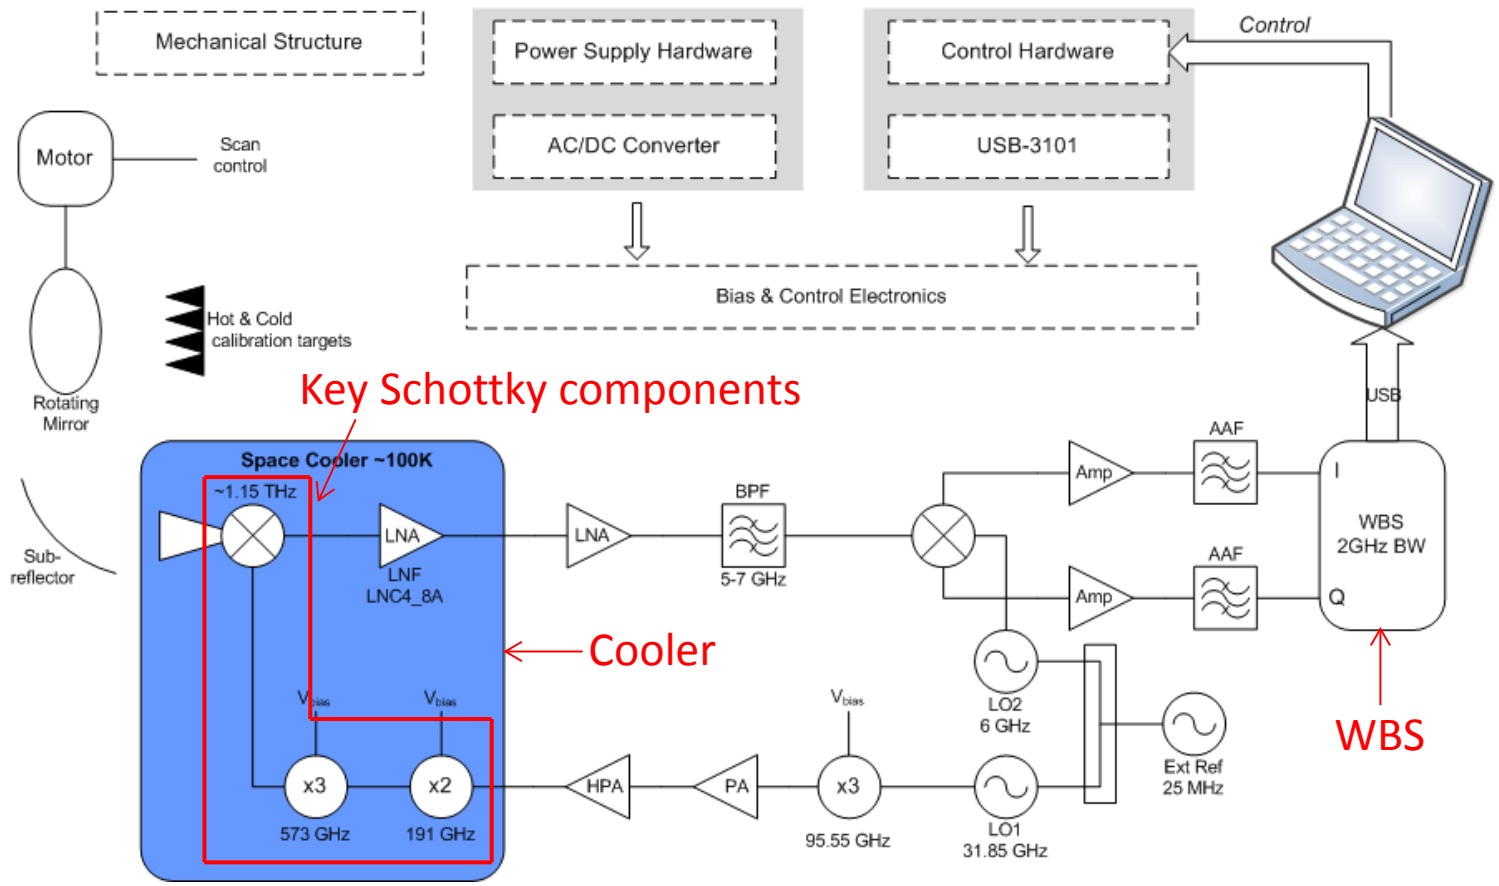 Mechanical Structure
Power Supply Hardware
AC/DC Converter
Control Hardware
USB-3101
Control
Motor
Scan
control
Bias & Control Electronics
Hot & Cold
calibration targets
Rotating
Mirror
Key Schottky components
USB
Space Cooler ~100K
~1.15 THz
LNA
LNF
LNC4_8A
LNA
BPF
5-7 GHz
Amp
AAF
I
WBS
2GHz BW
Amp
AAF
Q
Sub-
reflector
Cooler
WBS
LO2
6 GHz
Ext Ref
25 MHz
Vbias
x3
573 GHz
Vbias
x2
191 GHz
HPA
PA
Vbias
x3
95.55 GHz
LO1
31.85 GHz